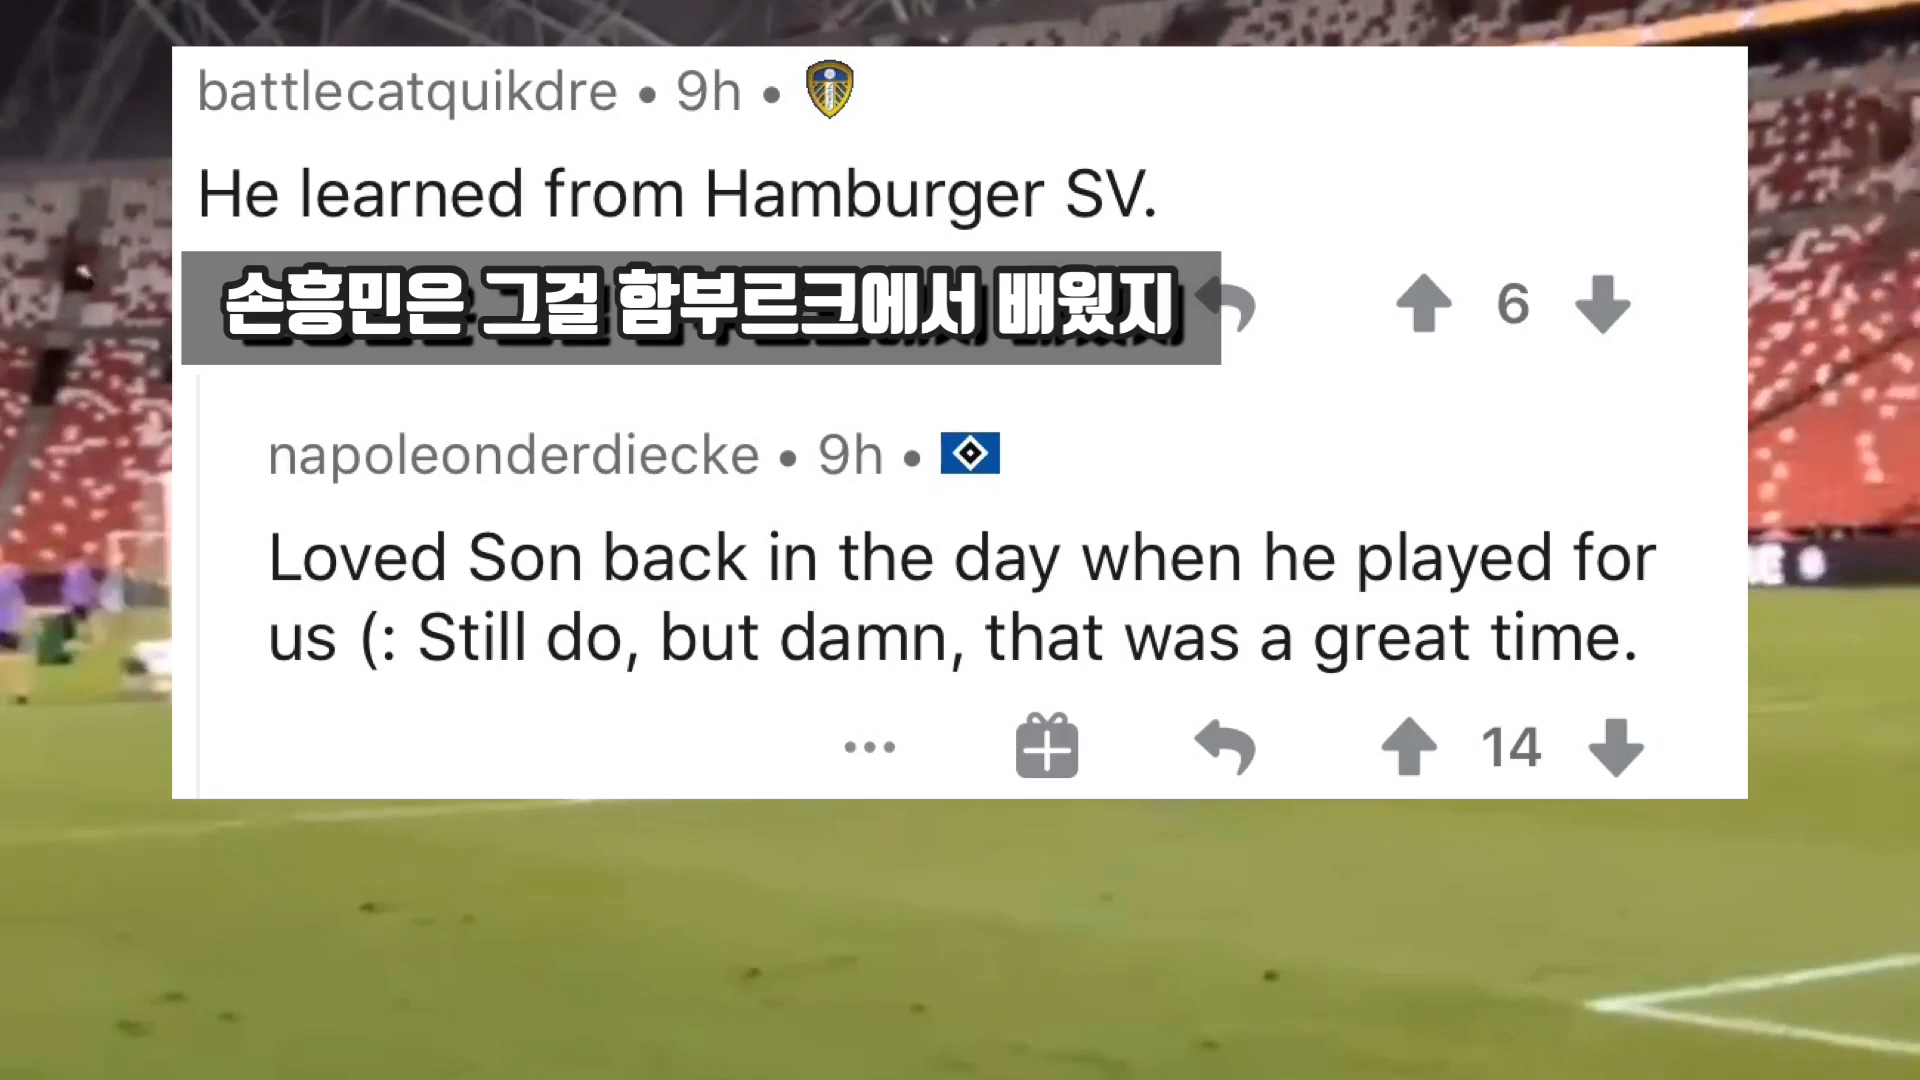 battlecatquikdre • 9h •
He learned from Hamburger SV.
손흥민은 그걸 함부르크에서 배웠지
6
napoleonderdiecke • 9h •
Loved Son back in the day when he played for
us (: Still do, but damn, that was a great time.
14